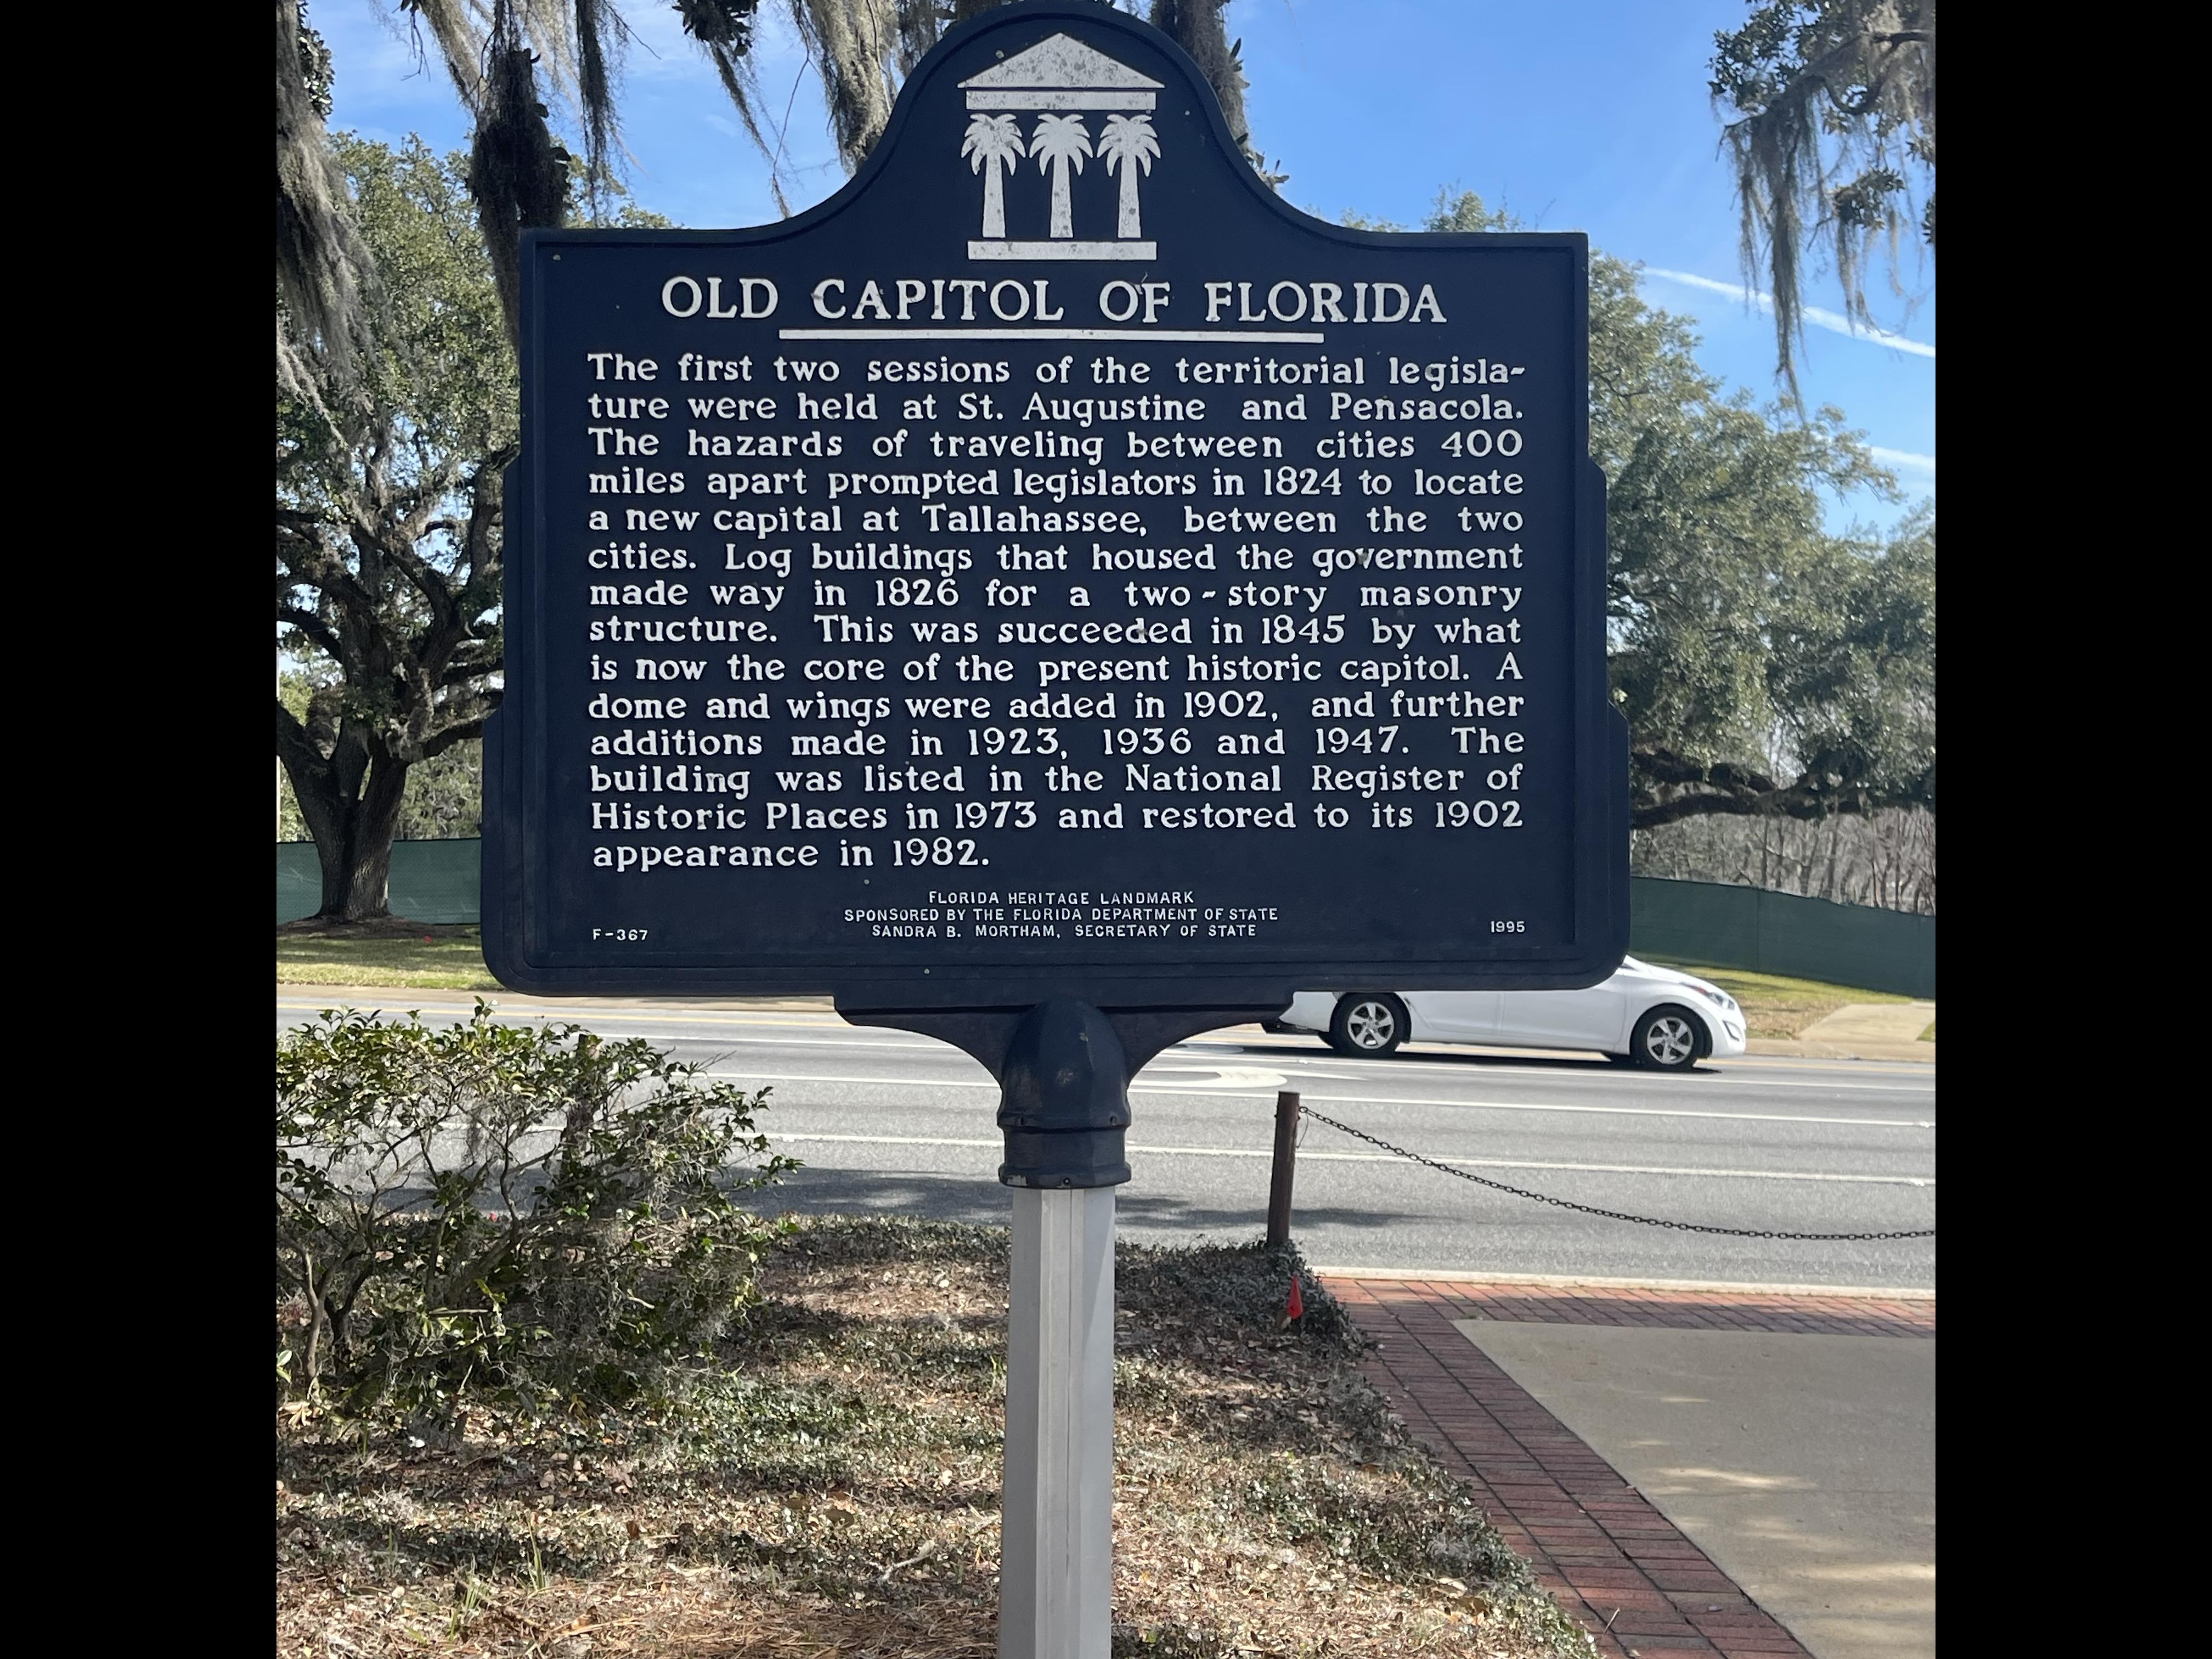 OLD CAPITOL OF FLORIDA
The first two sessions of the territorial legisla-
ture were held at St. Augustine and Pensacola.
The hazards of traveling between cities 400
miles apart prompted legislators in 1824 to locate
a new capital at Tallahassee, between the two
cities. Log buildings that housed the government
made way in 1826 for a two-story masonry
structure. This was succeeded in 1845 by what
is now the core of the present historic capitol. A
dome and wings were added in 1902, and further
additions made in 1923, 1936 and 1947. The
building was listed in the National Register of
Historic Places in 1973 and restored to its 1902
appearance in 1982.
FLORIDA HERITAGE LANDMARK
SPONSORED BY THE FLORIDA DEPARTMENT OF STATE
SANDRA B. MORTHAM, SECRETARY OF STATE
F-367
1995